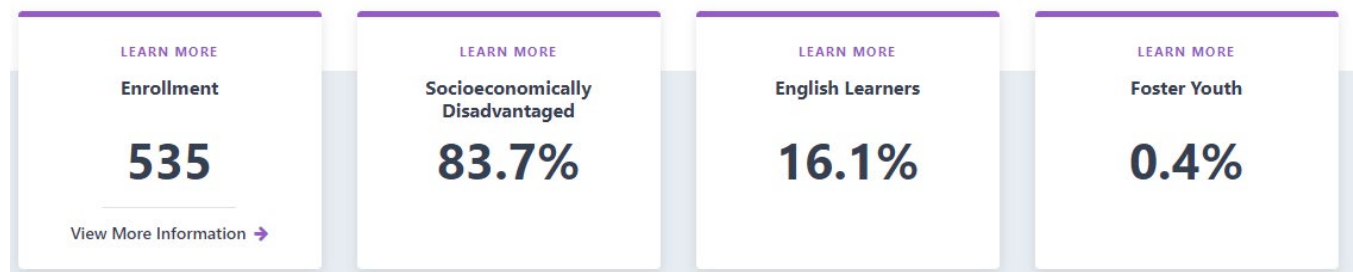 LEARN MORE
Enrollment
535
View More Information
LEARN MORE
Socioeconomically
Disadvantaged
83.7%
LEARN MORE
English Learners
16.1%
LEARN MORE
Foster Youth
0.4%